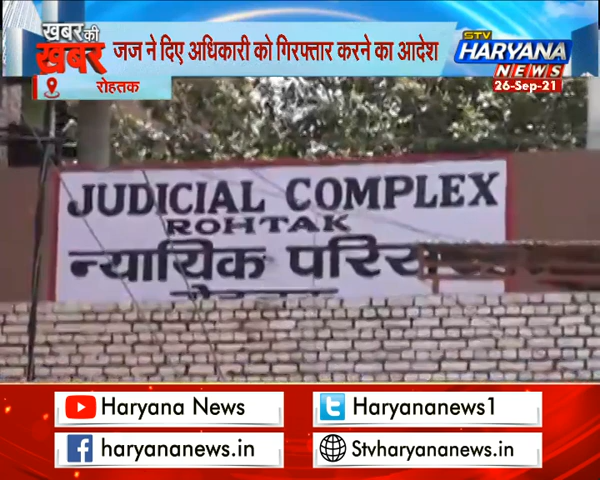 खबर की
खबर
जज ने दिए अधिकारी को गिरफ्तार करने का आदेश
STV
HARYANA
NEWS
रोहतक
26-Sep-21
JUDICIAL COMPLEX
ROHTAK
न्यायिक
Haryana News
Haryananews1
haryananews.in
Stvharyananews.in